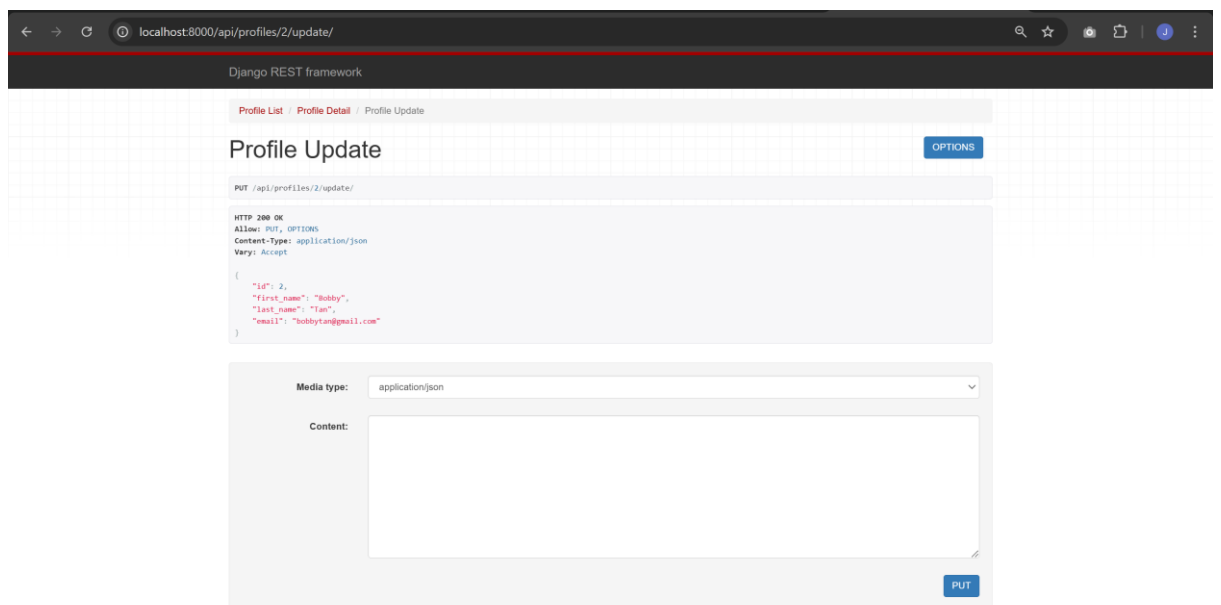 localhost:8000/api/profiles/2/update/
J
Django REST framework
Profile List / Profile Detail / Profile Update
Profile Update
OPTIONS
PUT /api/profiles/2/update/
HTTP 200 OK
Allow: PUT, OPTIONS
Content-Type: application/json
Vary: Accept
{
"id": 2,
"first_name": "Bobby",
"last_name": "Tan",
"email": "bobbytan@gmail.com"
}
Media type:
application/json
Content:
PUT